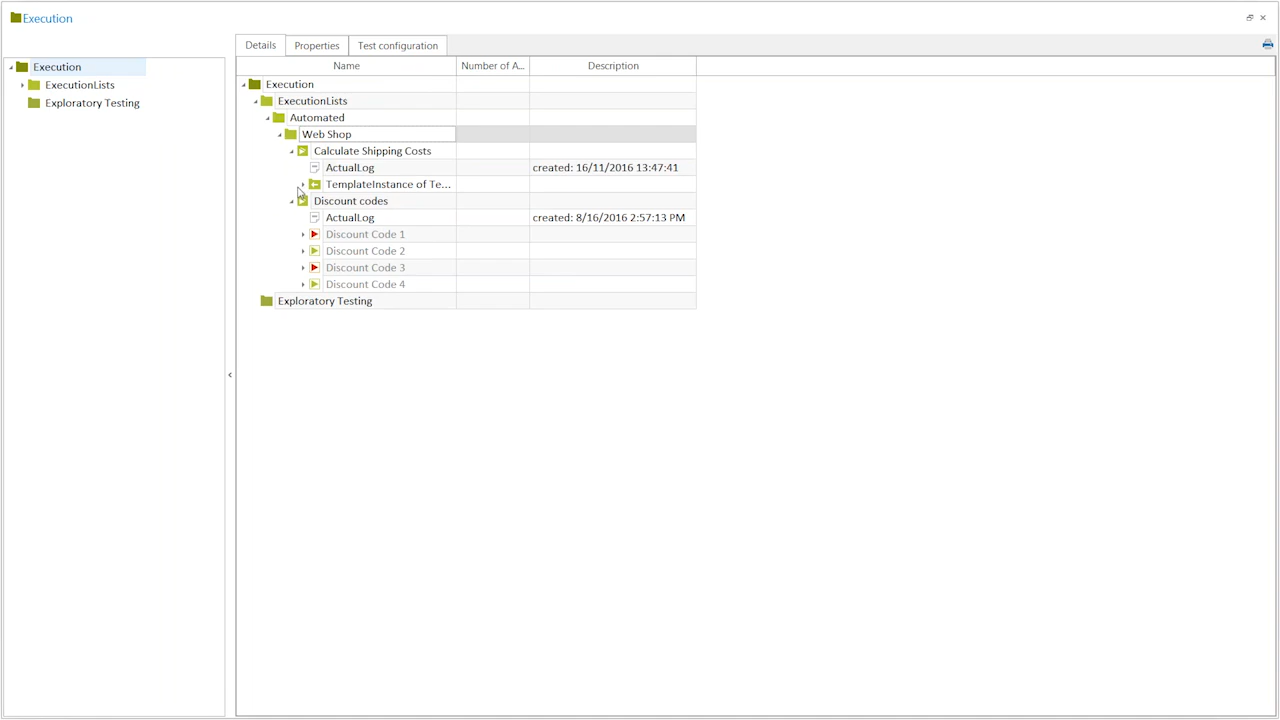 Execution
Details Properties Test configuration
Execution
ExecutionLists
Exploratory Testing
Name Number of A... Description
Execution
ExecutionLists
Automated
Web Shop
Calculate Shipping Costs
ActualLog created: 16/11/2016 13:47:41
TemplateInstance of Te...
Discount codes
ActualLog created: 8/16/2016 2:57:13 PM
Discount Code 1
Discount Code 2
Discount Code 3
Discount Code 4
Exploratory Testing